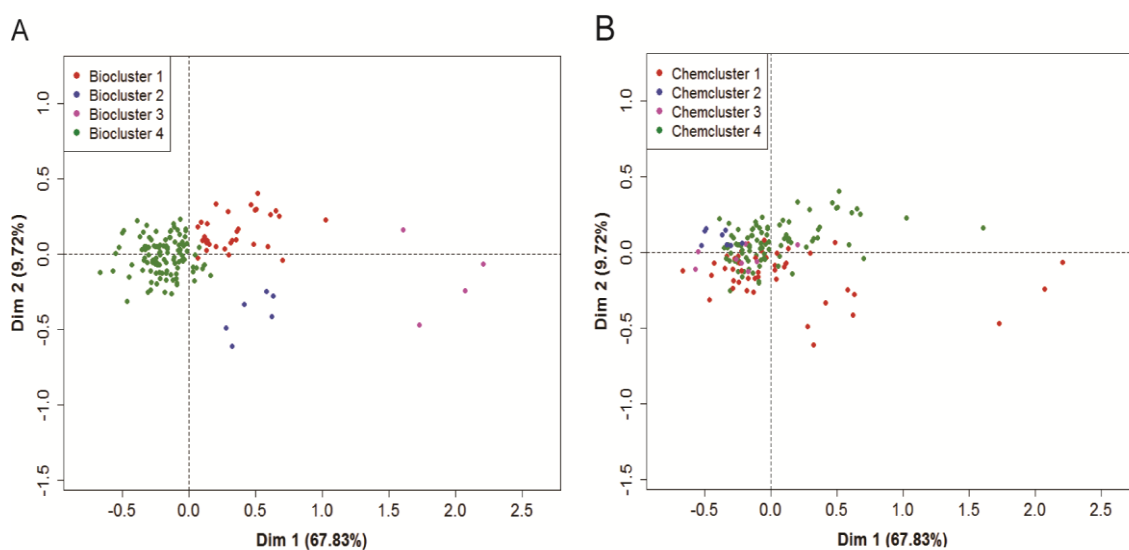 A
Biocluster 1
Biocluster 2
Biocluster 3
Biocluster 4
1.0
0.5
0.0
-0.5
-1.0
-1.5
Dim 2 (9.72%)
-0.5 0.0 0.5 1.0 1.5 2.0 2.5
Dim 1 (67.83%)
B
Chemcluster 1
Chemcluster 2
Chemcluster 3
Chemcluster 4
1.0
0.5
0.0
-0.5
-1.0
-1.5
Dim 2 (9.72%)
-0.5 0.0 0.5 1.0 1.5 2.0 2.5
Dim 1 (67.83%)